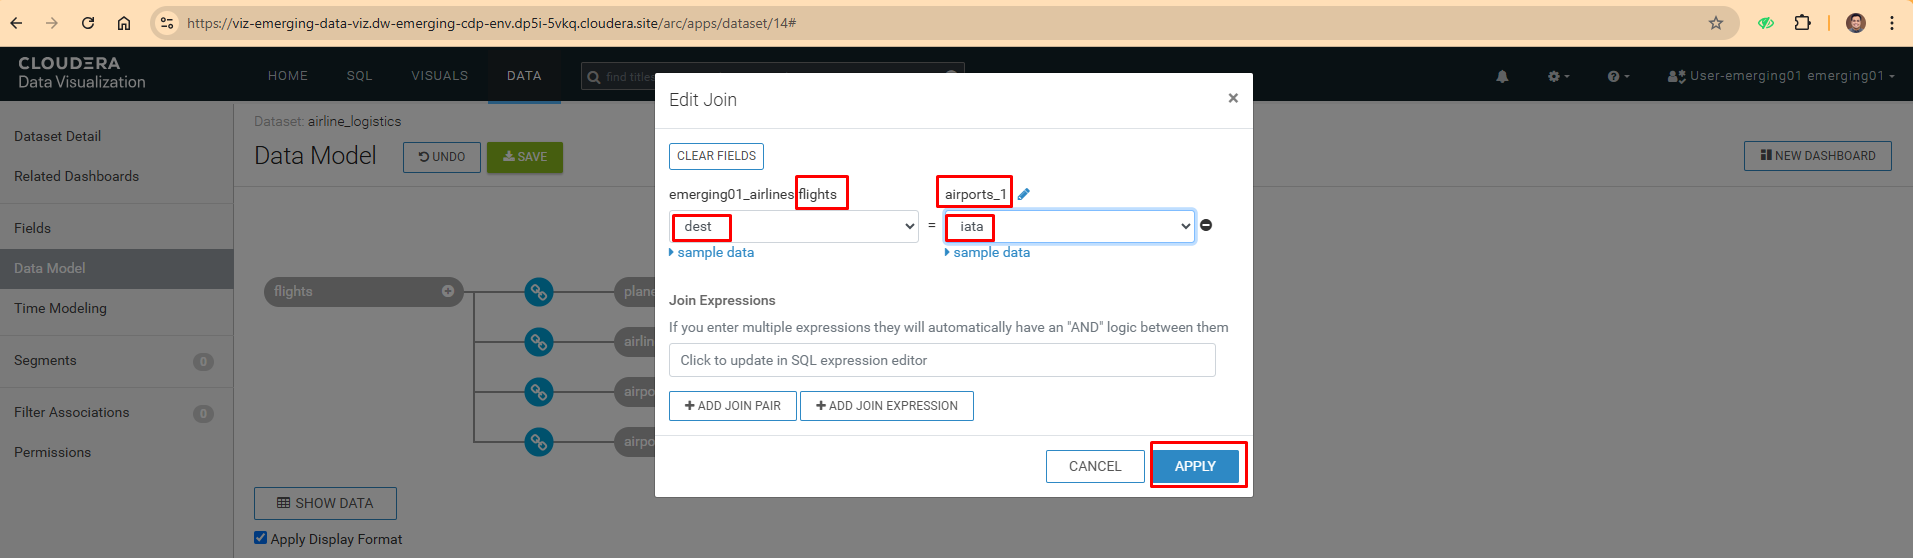 https://viz-emerging-data-viz.dw-emerging-cdp-env.dp5i-5vkq.cloudera.site/arc/apps/dataset/14#
CLOUDERA
Data Visualization
HOME SQL VISUALS DATA
find titles
User-emerging01 emerging01
Dataset Detail
Related Dashboards
Fields
Data Model
Time Modeling
Segments 0
Filter Associations 0
Permissions
Dataset: airline_logistics
Data Model UNDO SAVE
NEW DASHBOARD
flights
plane
airlin
airpo
airpo
SHOW DATA
Apply Display Format
Edit Join ×
CLEAR FIELDS
emerging01_airlines.flights airports_1
dest = iata
sample data sample data
Join Expressions
If you enter multiple expressions they will automatically have an "AND" logic between them
Click to update in SQL expression editor
ADD JOIN PAIR ADD JOIN EXPRESSION
CANCEL APPLY